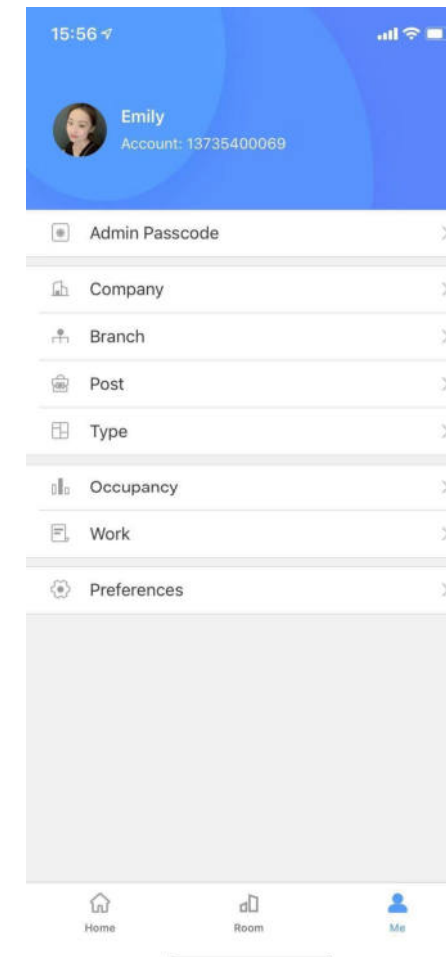 15:56
Emily
Account: 13735400069
Admin Passcode
Company
Branch
Post
Type
Occupancy
Work
Preferences
Home
Room
Me